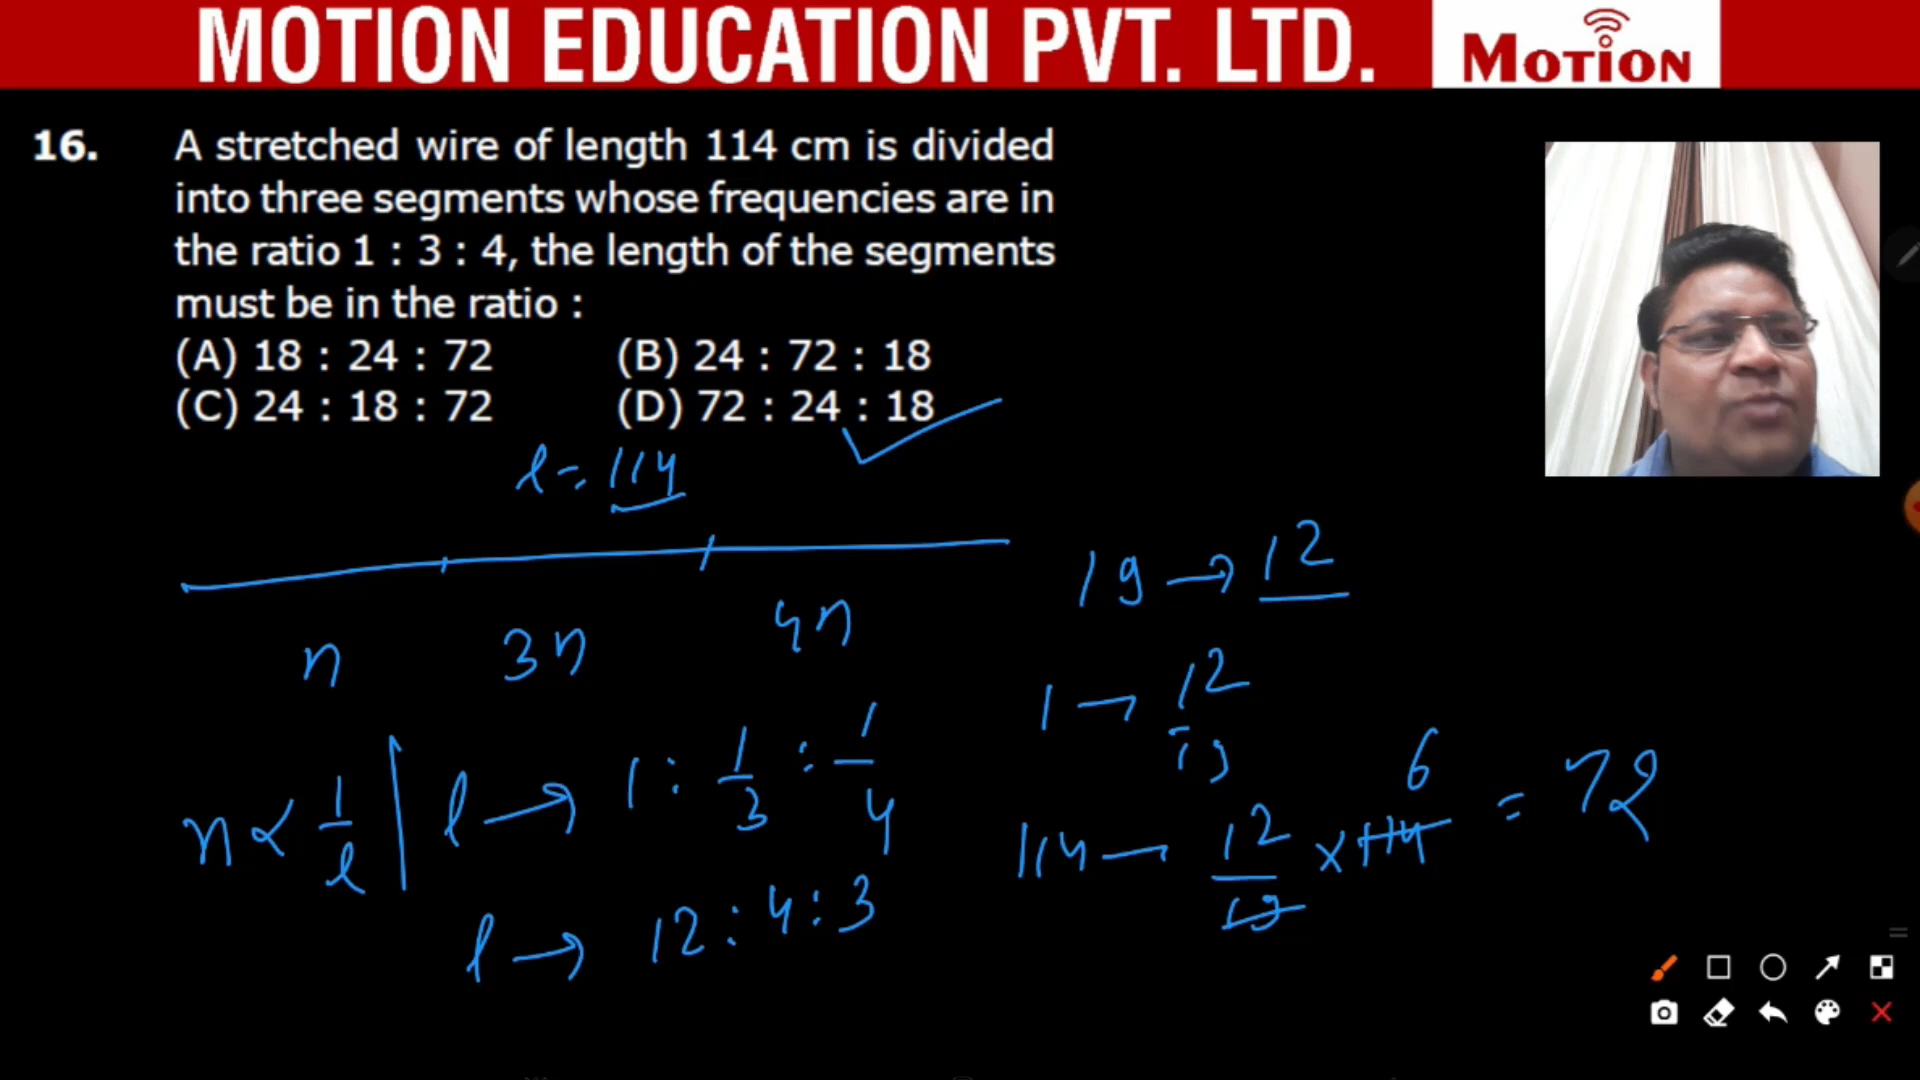 MOTION EDUCATION PVT. LTD.
MOTION
16. A stretched wire of length 114 cm is divided
into three segments whose frequencies are in
the ratio 1 : 3 : 4, the length of the segments
must be in the ratio :
(A) 18 : 24 : 72 (B) 24 : 72 : 18
(C) 24 : 18 : 72 (D) 72 : 24 : 18
l = 114
n 3n 4n
n ∝ 1/l
l → 1 : 1/3 : 1/4
l → 12 : 4 : 3
19 → 12
1 → 12/19
114 — 12/19 × 114 6 = 72